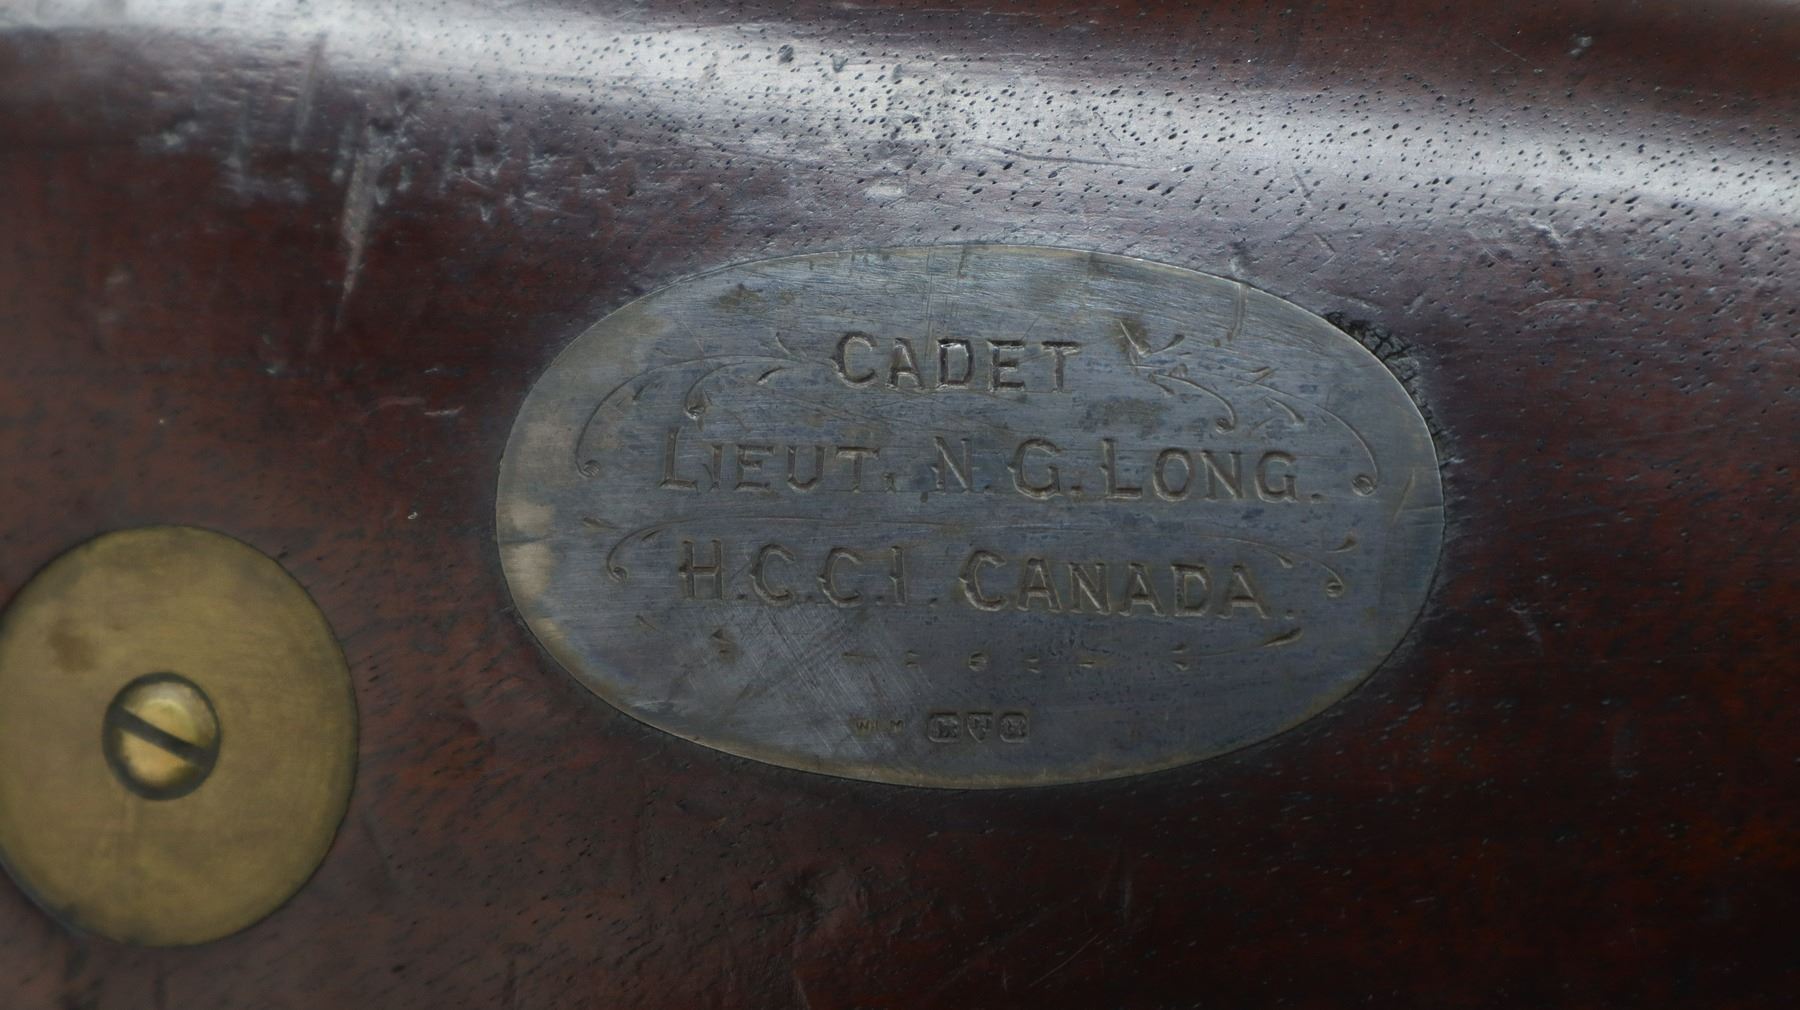 CADET
LIEUT. N. G. LONG.
H.C.C.I. CANADA.